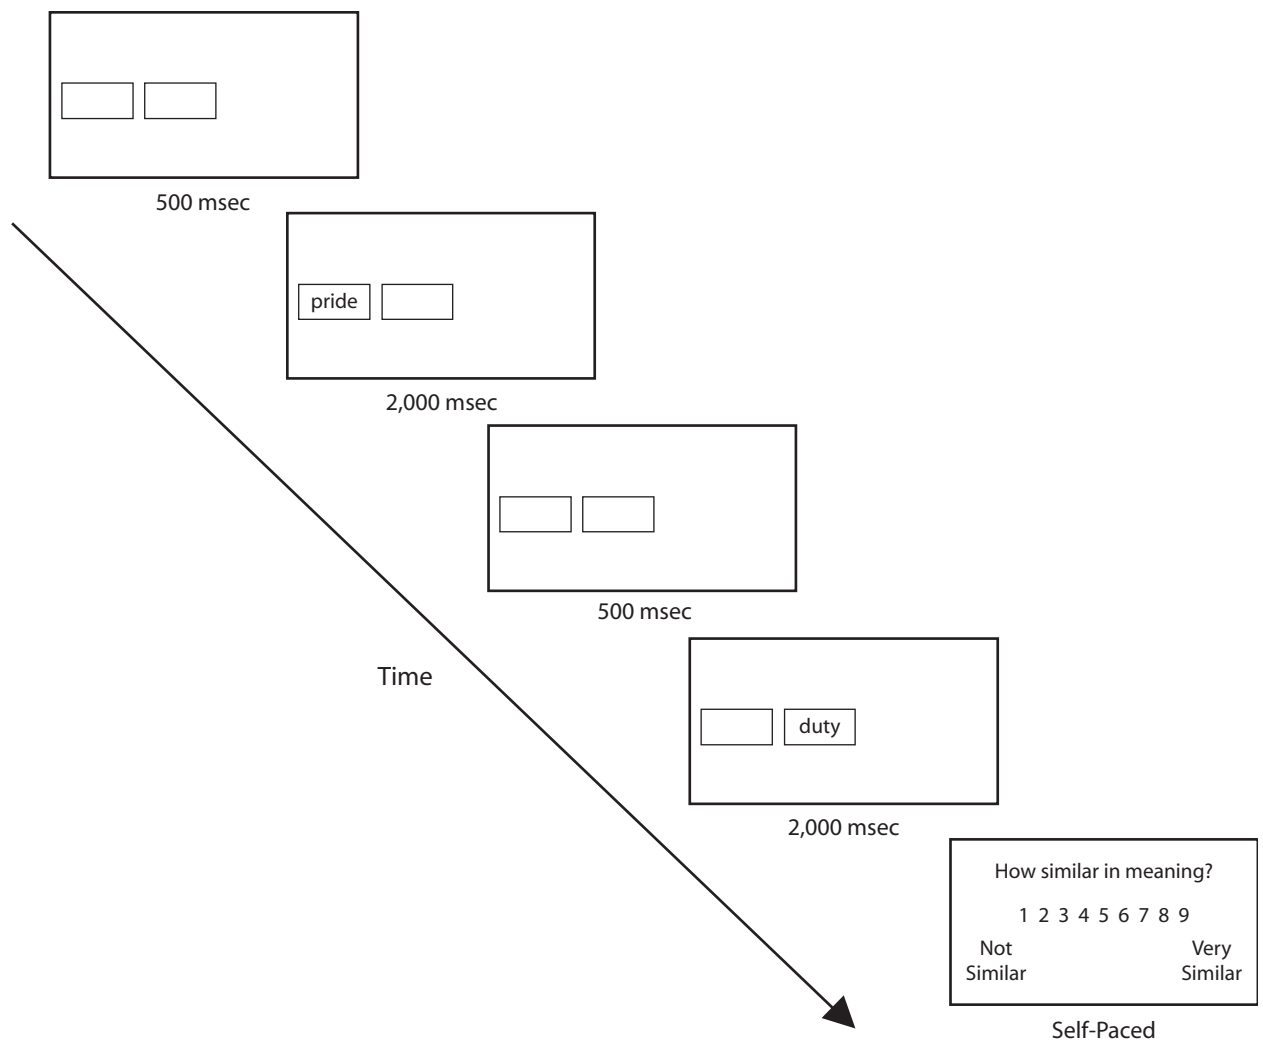 500 msec
pride
2,000 msec
500 msec
Time
duty
2,000 msec
How similar in meaning?
1 2 3 4 5 6 7 8 9
Not Very
Similar Similar
Self-Paced